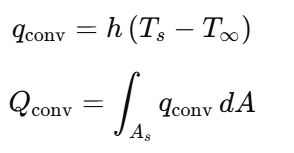 q_conv = h (T_s − T_∞)
Q_conv = ∫_{A_s} q_conv dA